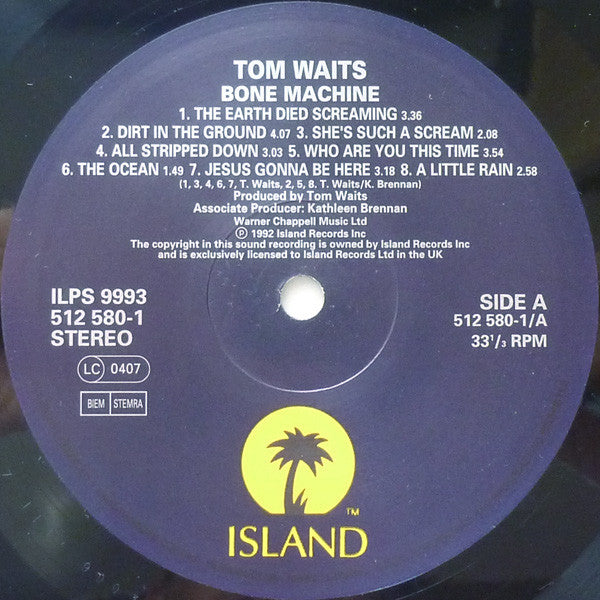 TOM WAITS
BONE MACHINE
1. THE EARTH DIED SCREAMING 3.36
2. DIRT IN THE GROUND 4.07 3. SHE'S SUCH A SCREAM 2.08
4. ALL STRIPPED DOWN 3.03 5. WHO ARE YOU THIS TIME 3.54
6. THE OCEAN 1.49 7. JESUS GONNA BE HERE 3.18 8. A LITTLE RAIN 2.58
(1, 3, 4, 6, 7, T. Waits, 2, 5, 8. T. Waits/K. Brennan)
Produced by Tom Waits
Associate Producer: Kathleen Brennan
Warner Chappell Music Ltd
℗ 1992 Island Records Inc
The copyright in this sound recording is owned by Island Records Inc
and is exclusively licensed to Island Records Ltd in the UK
ILPS 9993
512 580-1
STEREO
LC 0407
BIEM STEMRA
SIDE A
512 580-1/A
33¹/₃ RPM
TM
ISLAND